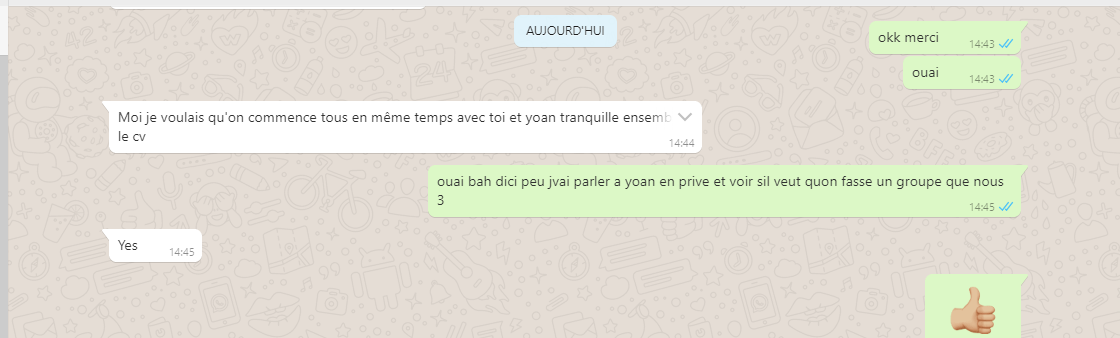 AUJOURD'HUI
okk merci
14:43
ouai
14:43
Moi je voulais qu'on commence tous en même temps avec toi et yoan tranquille ensemb
le cv
14:44
ouai bah dici peu jvai parler a yoan en prive et voir sil veut quon fasse un groupe que nous
3
14:45
Yes
14:45